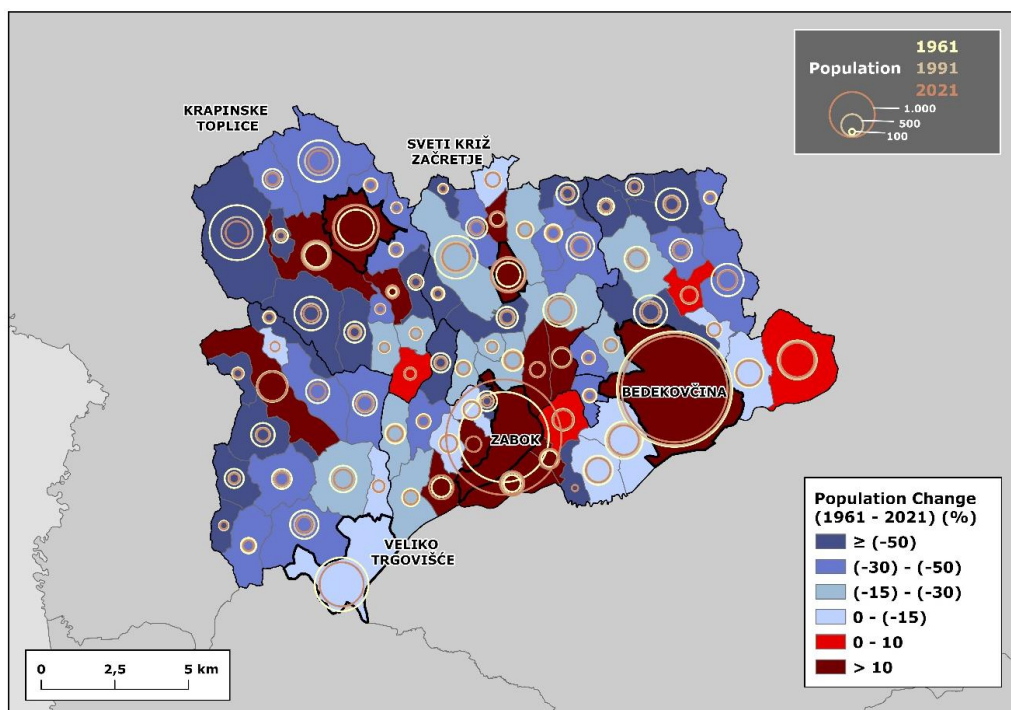 1961
Population 1991
2021
1.000
500
100
KRAPINSKE
TOPLICE
SVETI KRIŽ
ZAČRETJE
BEDEKOVČINA
ZABOK
VELIKO
TRGOVIŠĆE
Population Change
(1961 - 2021) (%)
≥ (-50)
(-30) - (-50)
(-15) - (-30)
0 - (-15)
0 - 10
> 10
0 2,5 5 km